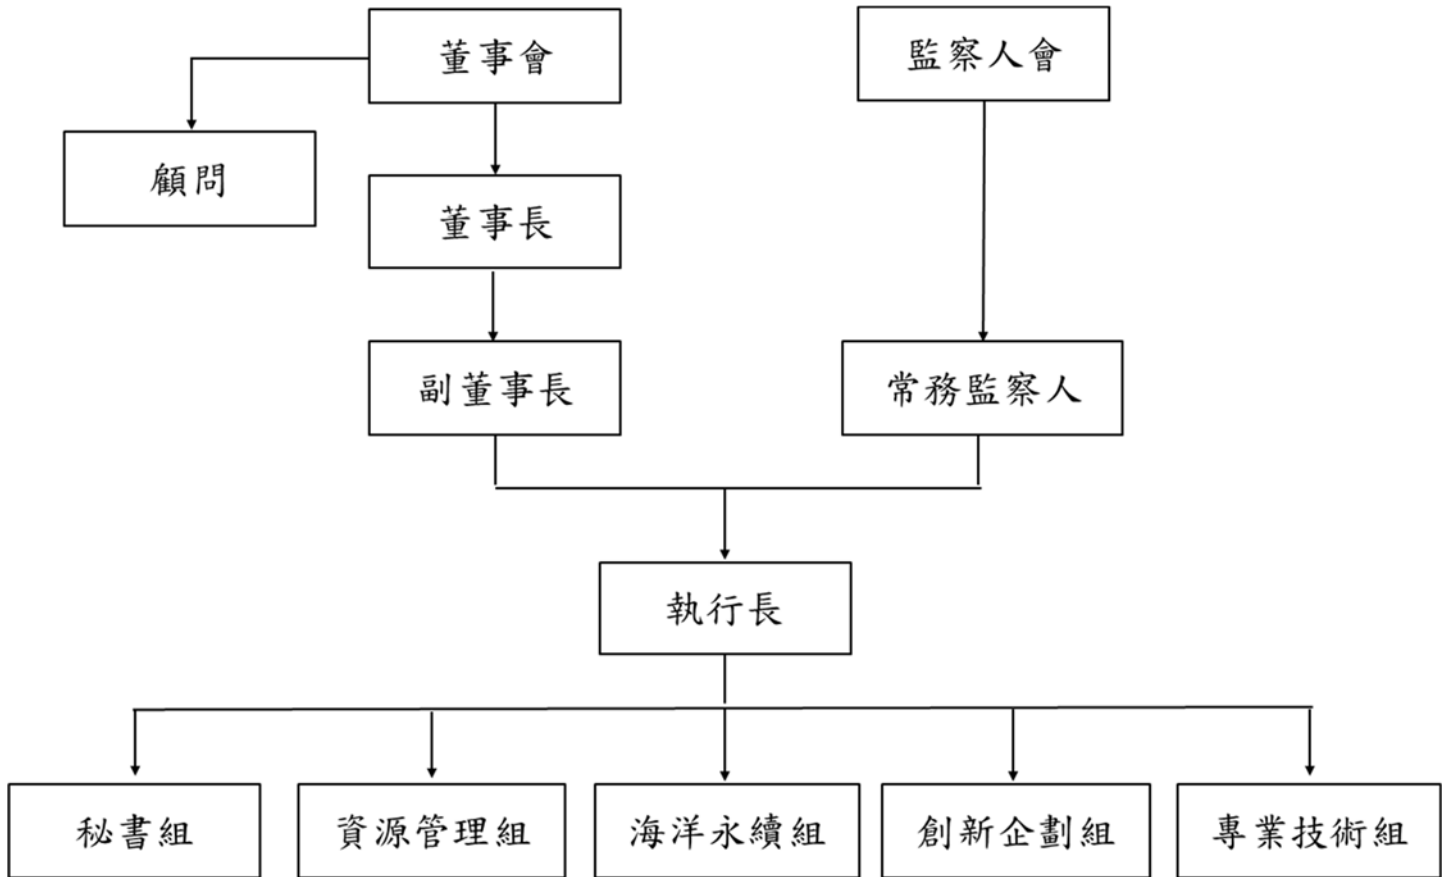 董事會
監察人會
顧問
董事長
副董事長
常務監察人
執行長
秘書組
資源管理組
海洋永續組
創新企劃組
專業技術組